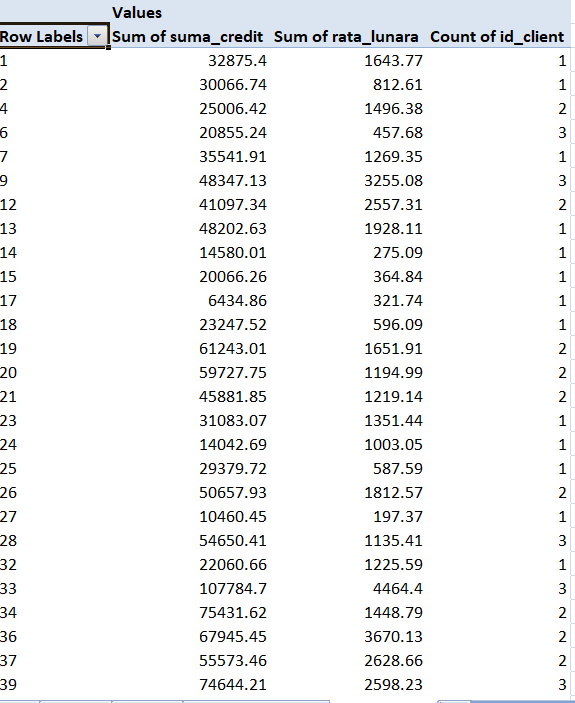 Values
Row Labels Sum of suma_credit Sum of rata_lunara Count of id_client
1 32875.4 1643.77 1
2 30066.74 812.61 1
4 25006.42 1496.38 2
6 20855.24 457.68 3
7 35541.91 1269.35 1
9 48347.13 3255.08 3
12 41097.34 2557.31 2
13 48202.63 1928.11 1
14 14580.01 275.09 1
15 20066.26 364.84 1
17 6434.86 321.74 1
18 23247.52 596.09 1
19 61243.01 1651.91 2
20 59727.75 1194.99 2
21 45881.85 1219.14 2
23 31083.07 1351.44 1
24 14042.69 1003.05 1
25 29379.72 587.59 1
26 50657.93 1812.57 2
27 10460.45 197.37 1
28 54650.41 1135.41 3
32 22060.66 1225.59 1
33 107784.7 4464.4 3
34 75431.62 1448.79 2
36 67945.45 3670.13 2
37 55573.46 2628.66 2
39 74644.21 2598.23 3